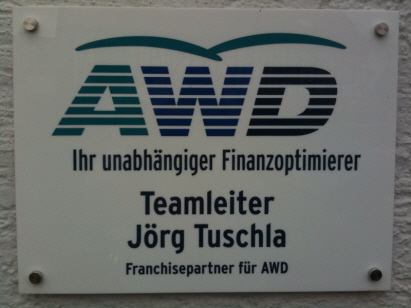 AWD
Ihr unabhängiger Finanzoptimierer
Teamleiter
Jörg Tuschla
Franchisepartner für AWD